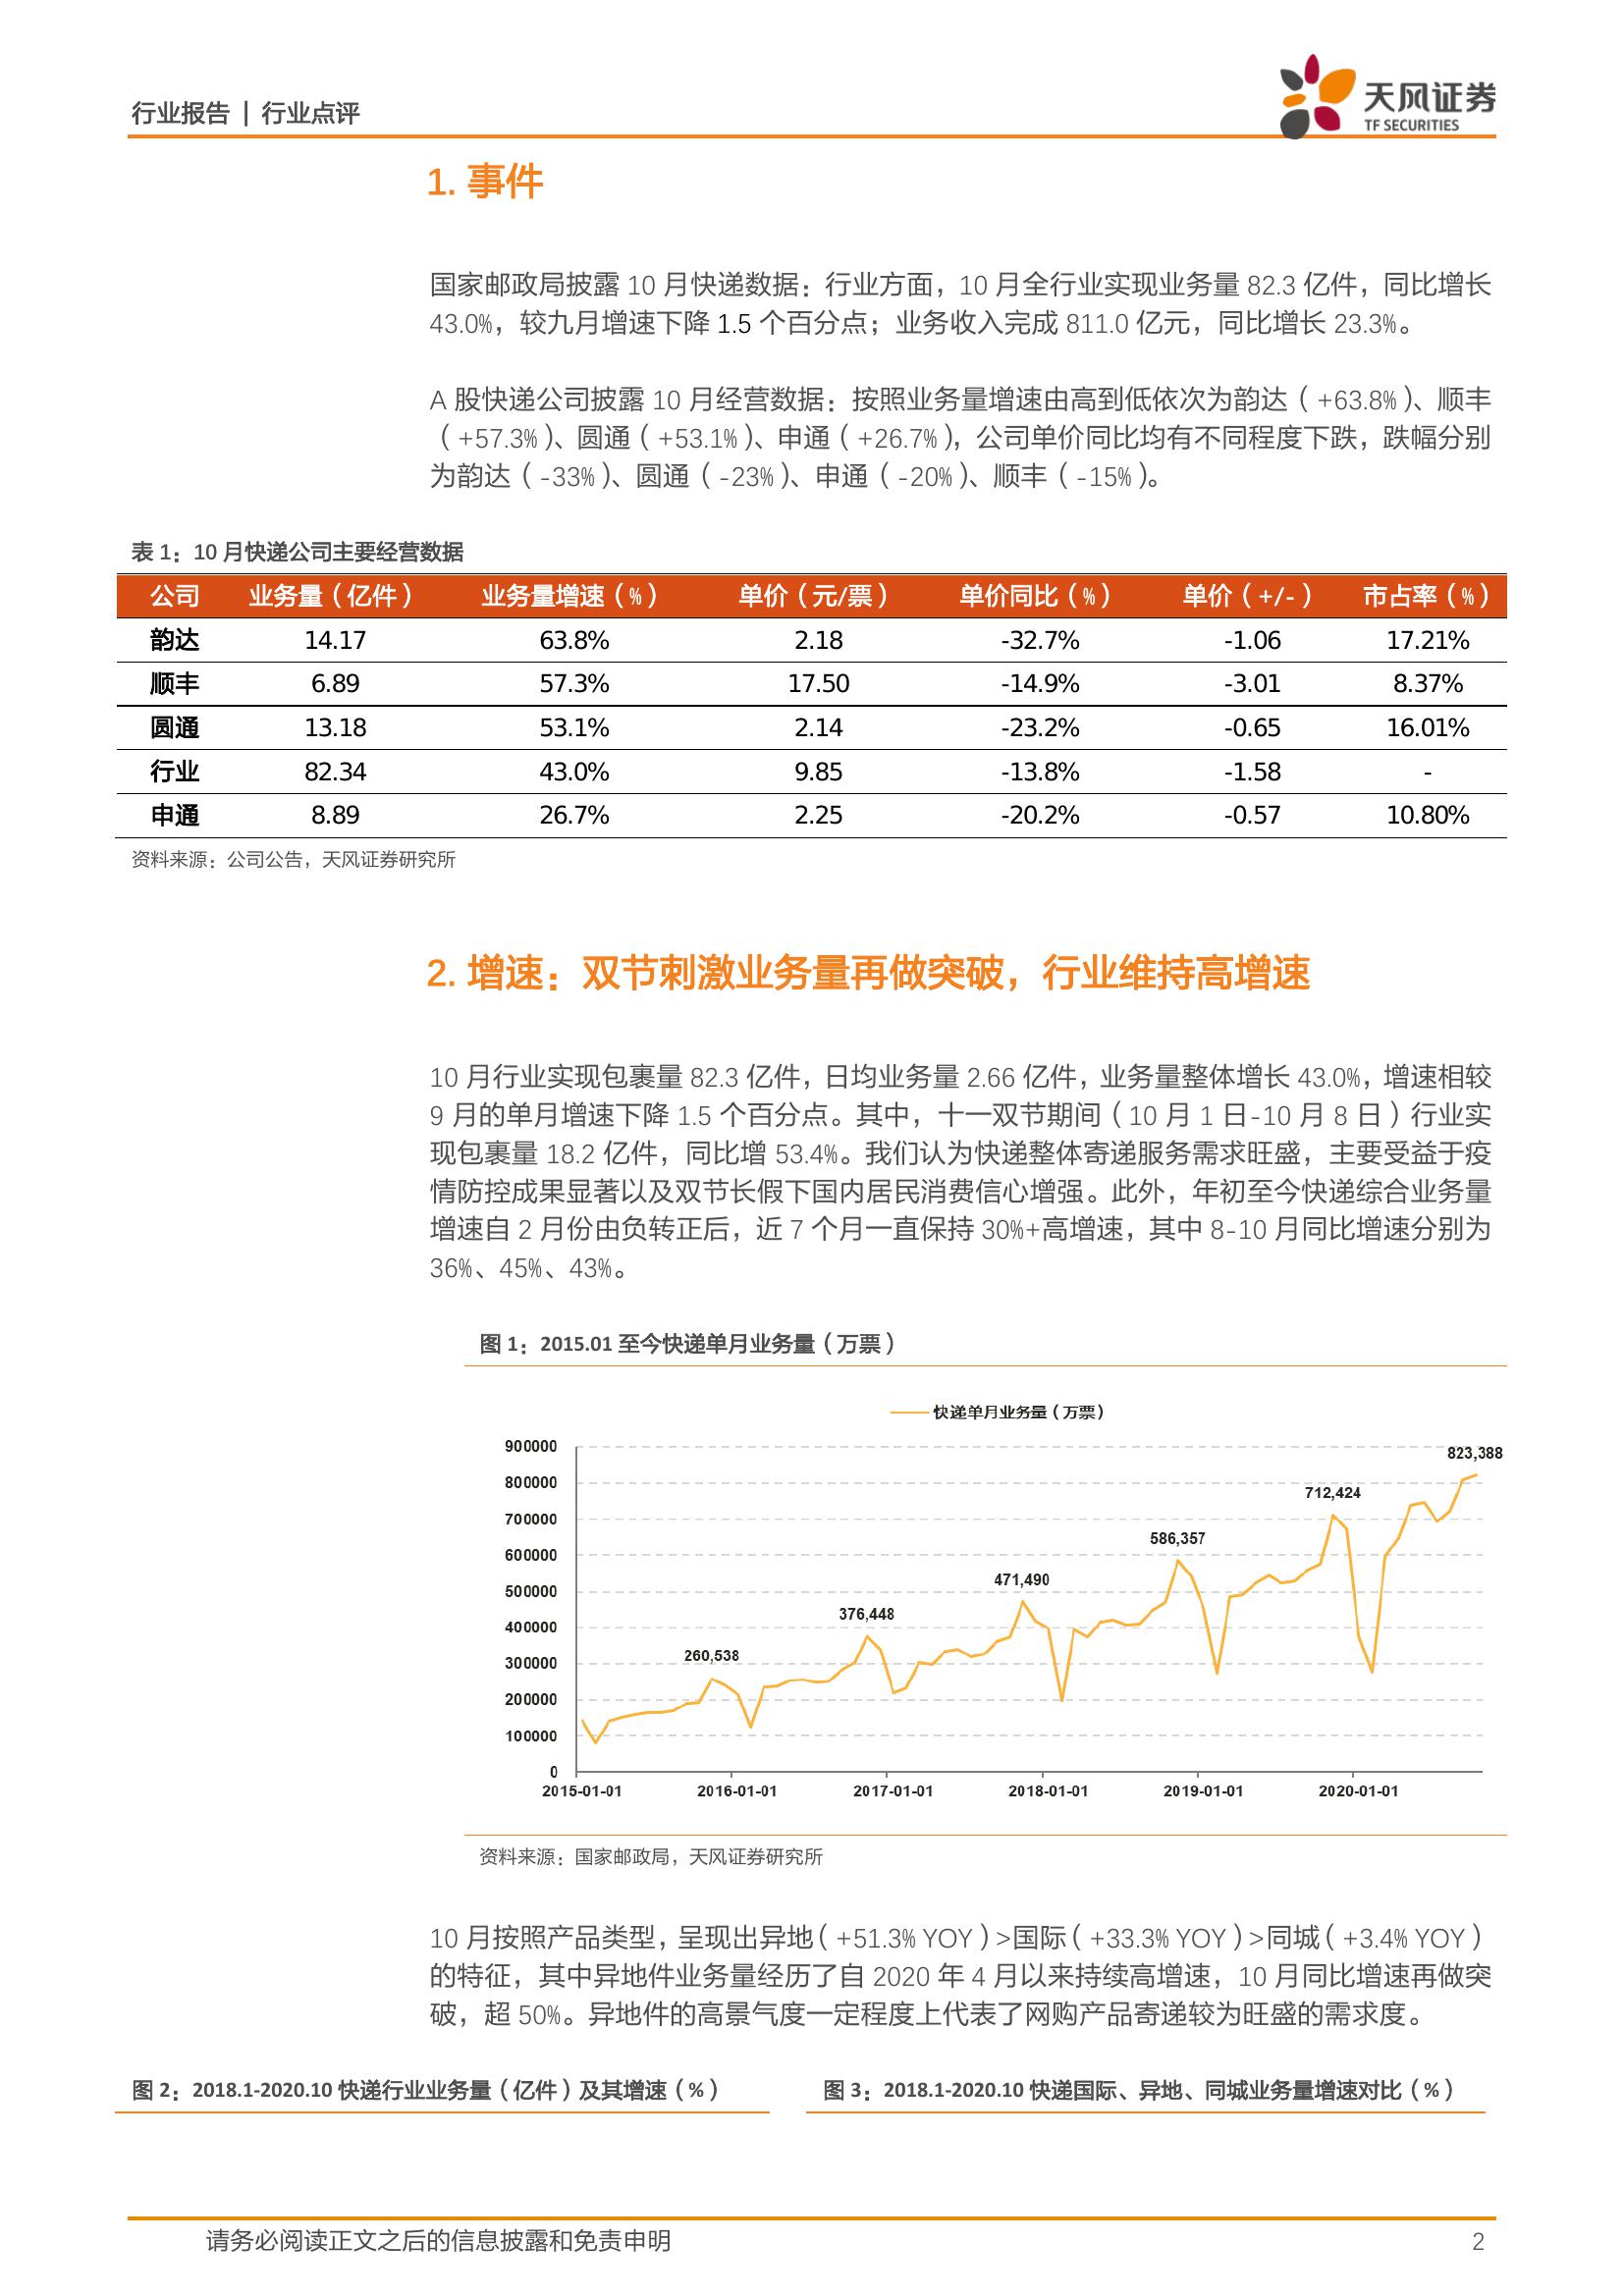 行业报告 | 行业点评
天风证券
TF SECURITIES
1. 事件
国家邮政局披露 10 月快递数据：行业方面，10 月全行业实现业务量 82.3 亿件，同比增长
43.0%，较九月增速下降 1.5 个百分点；业务收入完成 811.0 亿元，同比增长 23.3%。
A 股快递公司披露 10 月经营数据：按照业务量增速由高到低依次为韵达（+63.8%）、顺丰
（+57.3%）、圆通（+53.1%）、申通（+26.7%），公司单价同比均有不同程度下跌，跌幅分别
为韵达（-33%）、圆通（-23%）、申通（-20%）、顺丰（-15%）。
表 1：10 月快递公司主要经营数据
公司 业务量（亿件） 业务量增速（%） 单价（元/票） 单价同比（%） 单价（+/-） 市占率（%）
韵达 14.17 63.8% 2.18 -32.7% -1.06 17.21%
顺丰 6.89 57.3% 17.50 -14.9% -3.01 8.37%
圆通 13.18 53.1% 2.14 -23.2% -0.65 16.01%
行业 82.34 43.0% 9.85 -13.8% -1.58 -
申通 8.89 26.7% 2.25 -20.2% -0.57 10.80%
资料来源：公司公告，天风证券研究所
2. 增速：双节刺激业务量再做突破，行业维持高增速
10 月行业实现包裹量 82.3 亿件，日均业务量 2.66 亿件，业务量整体增长 43.0%，增速相较
9 月的单月增速下降 1.5 个百分点。其中，十一双节期间（10 月 1 日-10 月 8 日）行业实
现包裹量 18.2 亿件，同比增 53.4%。我们认为快递整体寄递服务需求旺盛，主要受益于疫
情防控成果显著以及双节长假下国内居民消费信心增强。此外，年初至今快递综合业务量
增速自 2 月份由负转正后，近 7 个月一直保持 30%+高增速，其中 8-10 月同比增速分别为
36%、45%、43%。
图 1：2015.01 至今快递单月业务量（万票）
快递单月业务量（万票）
900000
800000
700000
600000
500000
400000
300000
200000
100000
0
260,538
376,448
471,490
586,357
712,424
823,388
2015-01-01 2016-01-01 2017-01-01 2018-01-01 2019-01-01 2020-01-01
资料来源：国家邮政局，天风证券研究所
10 月按照产品类型，呈现出异地（+51.3% YOY）>国际（+33.3% YOY）>同城（+3.4% YOY）
的特征，其中异地件业务量经历了自 2020 年 4 月以来持续高增速，10 月同比增速再做突
破，超 50%。异地件的高景气度一定程度上代表了网购产品寄递较为旺盛的需求度。
图 2：2018.1-2020.10 快递行业业务量（亿件）及其增速（%）
图 3：2018.1-2020.10 快递国际、异地、同城业务量增速对比（%）
请务必阅读正文之后的信息披露和免责申明 2